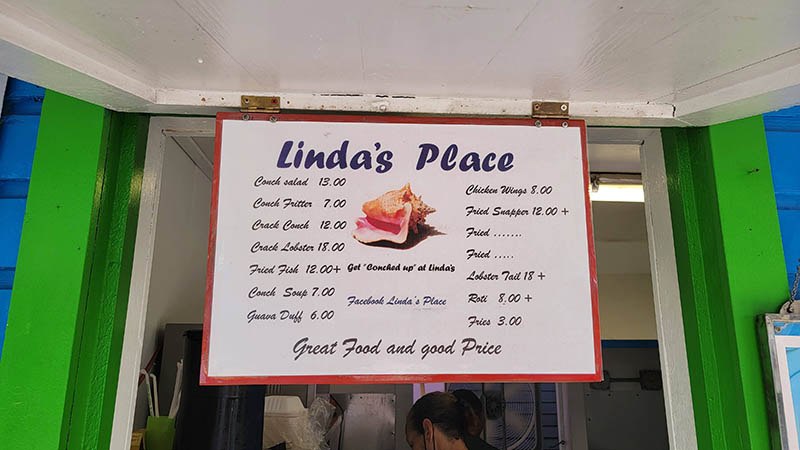 Linda's Place
Conch salad 13.00
Conch Fritter 7.00
Crack Conch 12.00
Crack Lobster 18.00
Fried Fish 12.00+
Conch Soup 7.00
Guava Duff 6.00
Get 'Conched up' at Linda's
Facebook Linda's Place
Chicken Wings 8.00
Fried Snapper 12.00 +
Fried .......
Fried .....
Lobster Tail 18 +
Roti 8.00 +
Fries 3.00
Great Food and good Price